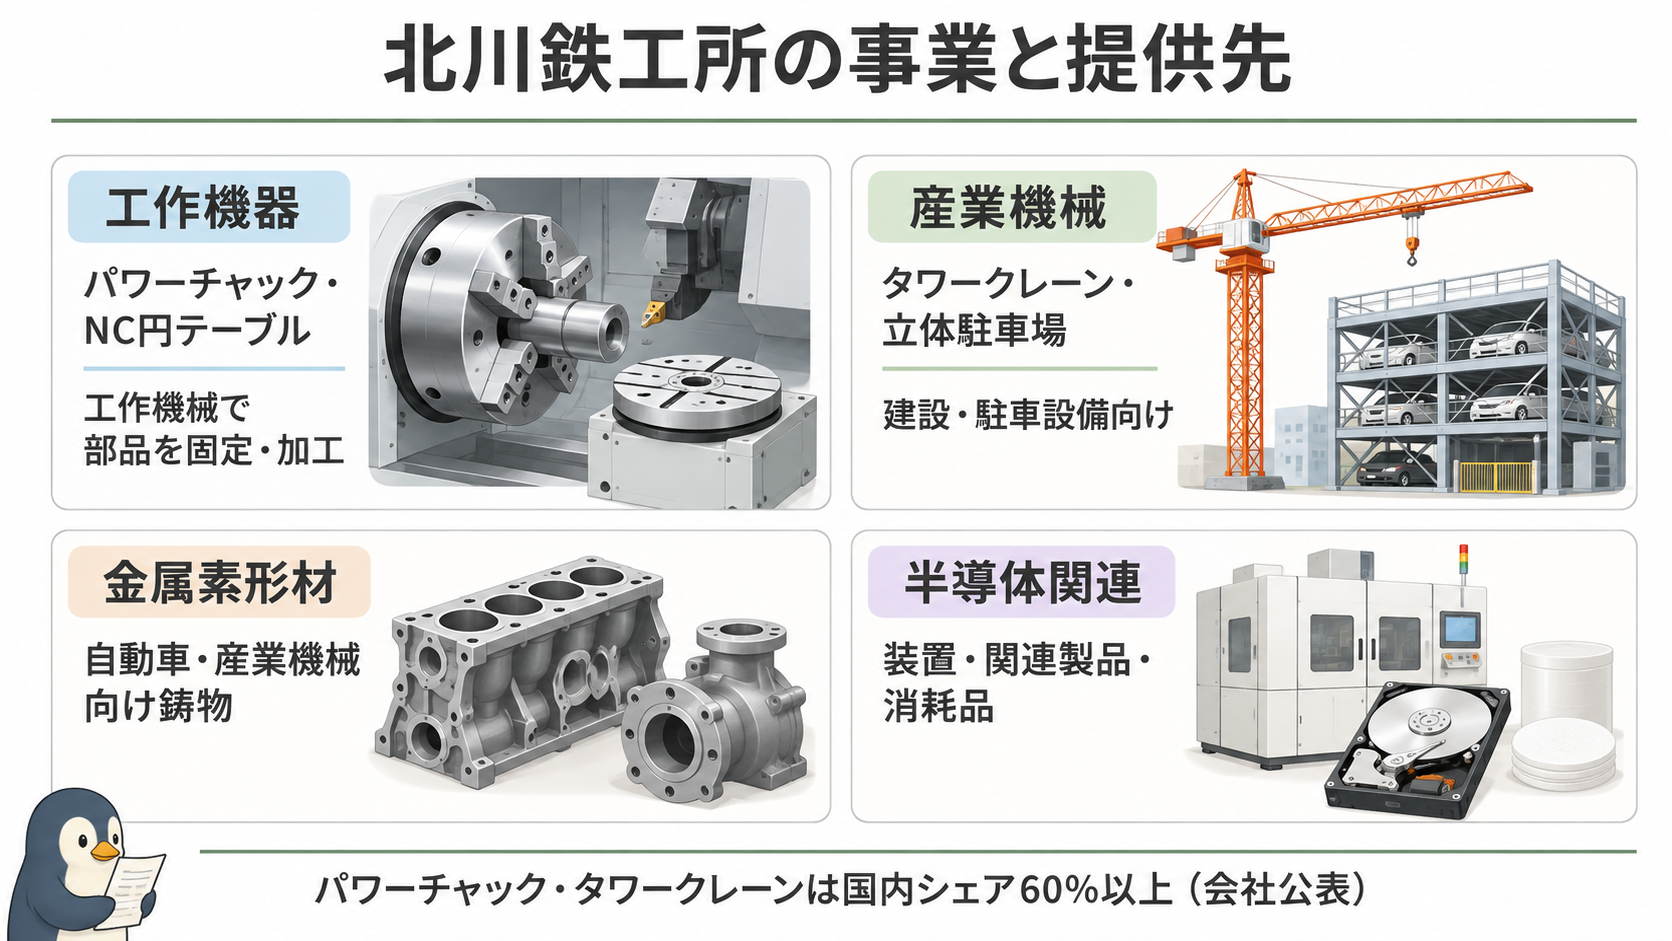 北川鉄工所の事業と提供先
工作機器
パワーチャック・
NC円テーブル
工作機械で
部品を固定・加工
産業機械
タワークレーン・
立体駐車場
建設・駐車設備向け
金属素形材
自動車・産業機械
向け鋳物
半導体関連
装置・関連製品・
消耗品
パワーチャック・タワークレーンは国内シェア60%以上（会社公表）